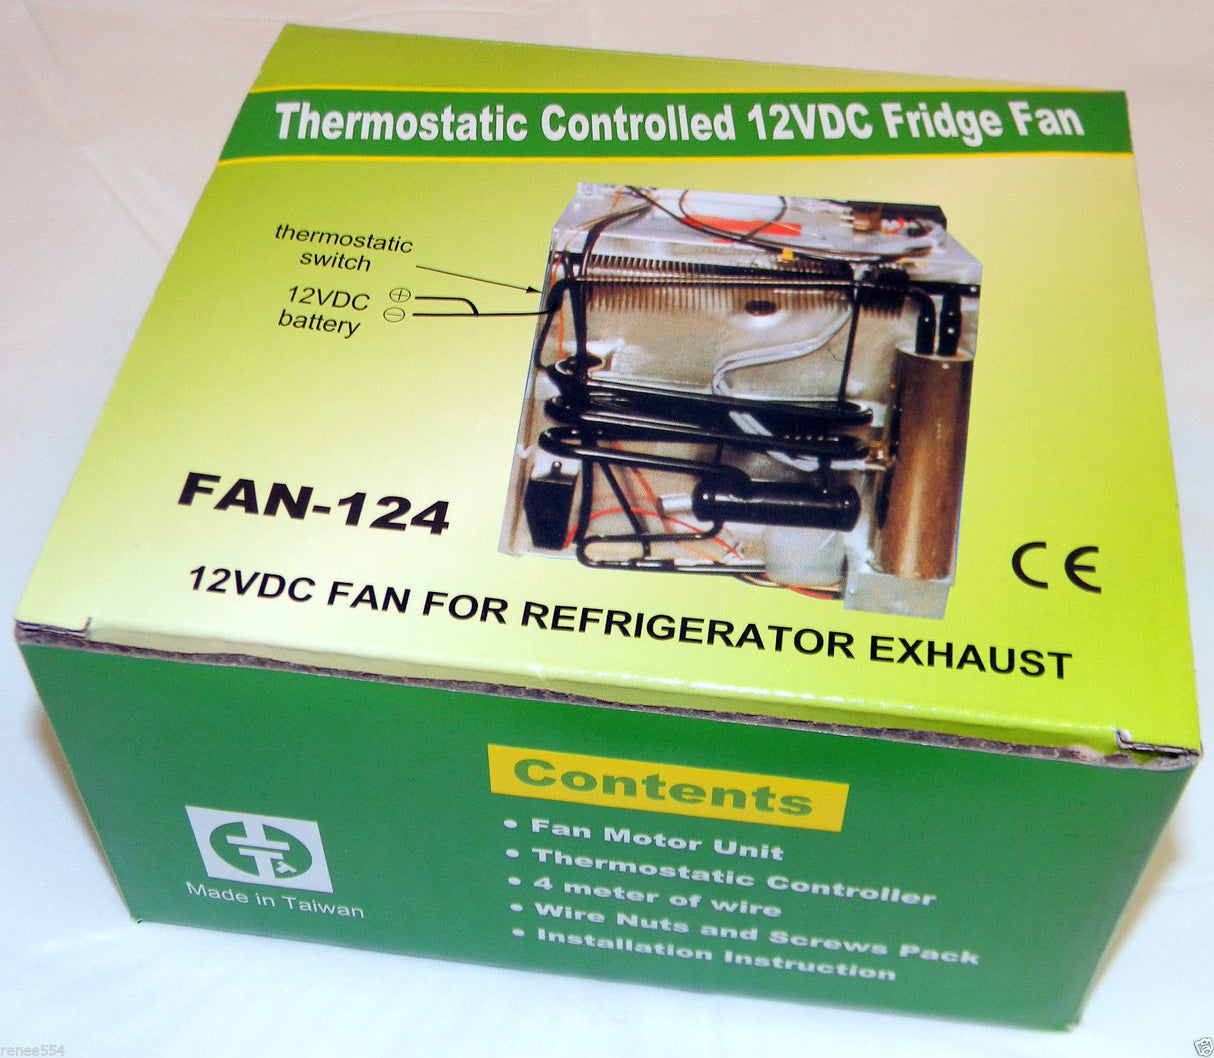 Thermostatic Controlled 12VDC Fridge Fan
thermostatic
switch
12VDC ⊕
battery ⊖
FAN-124
CE
12VDC FAN FOR REFRIGERATOR EXHAUST
Contents
• Fan Motor Unit
• Thermostatic Controller
• 4 meter of wire
• Wire Nuts and Screws Pack
• Installation Instruction
Made in Taiwan
renee554